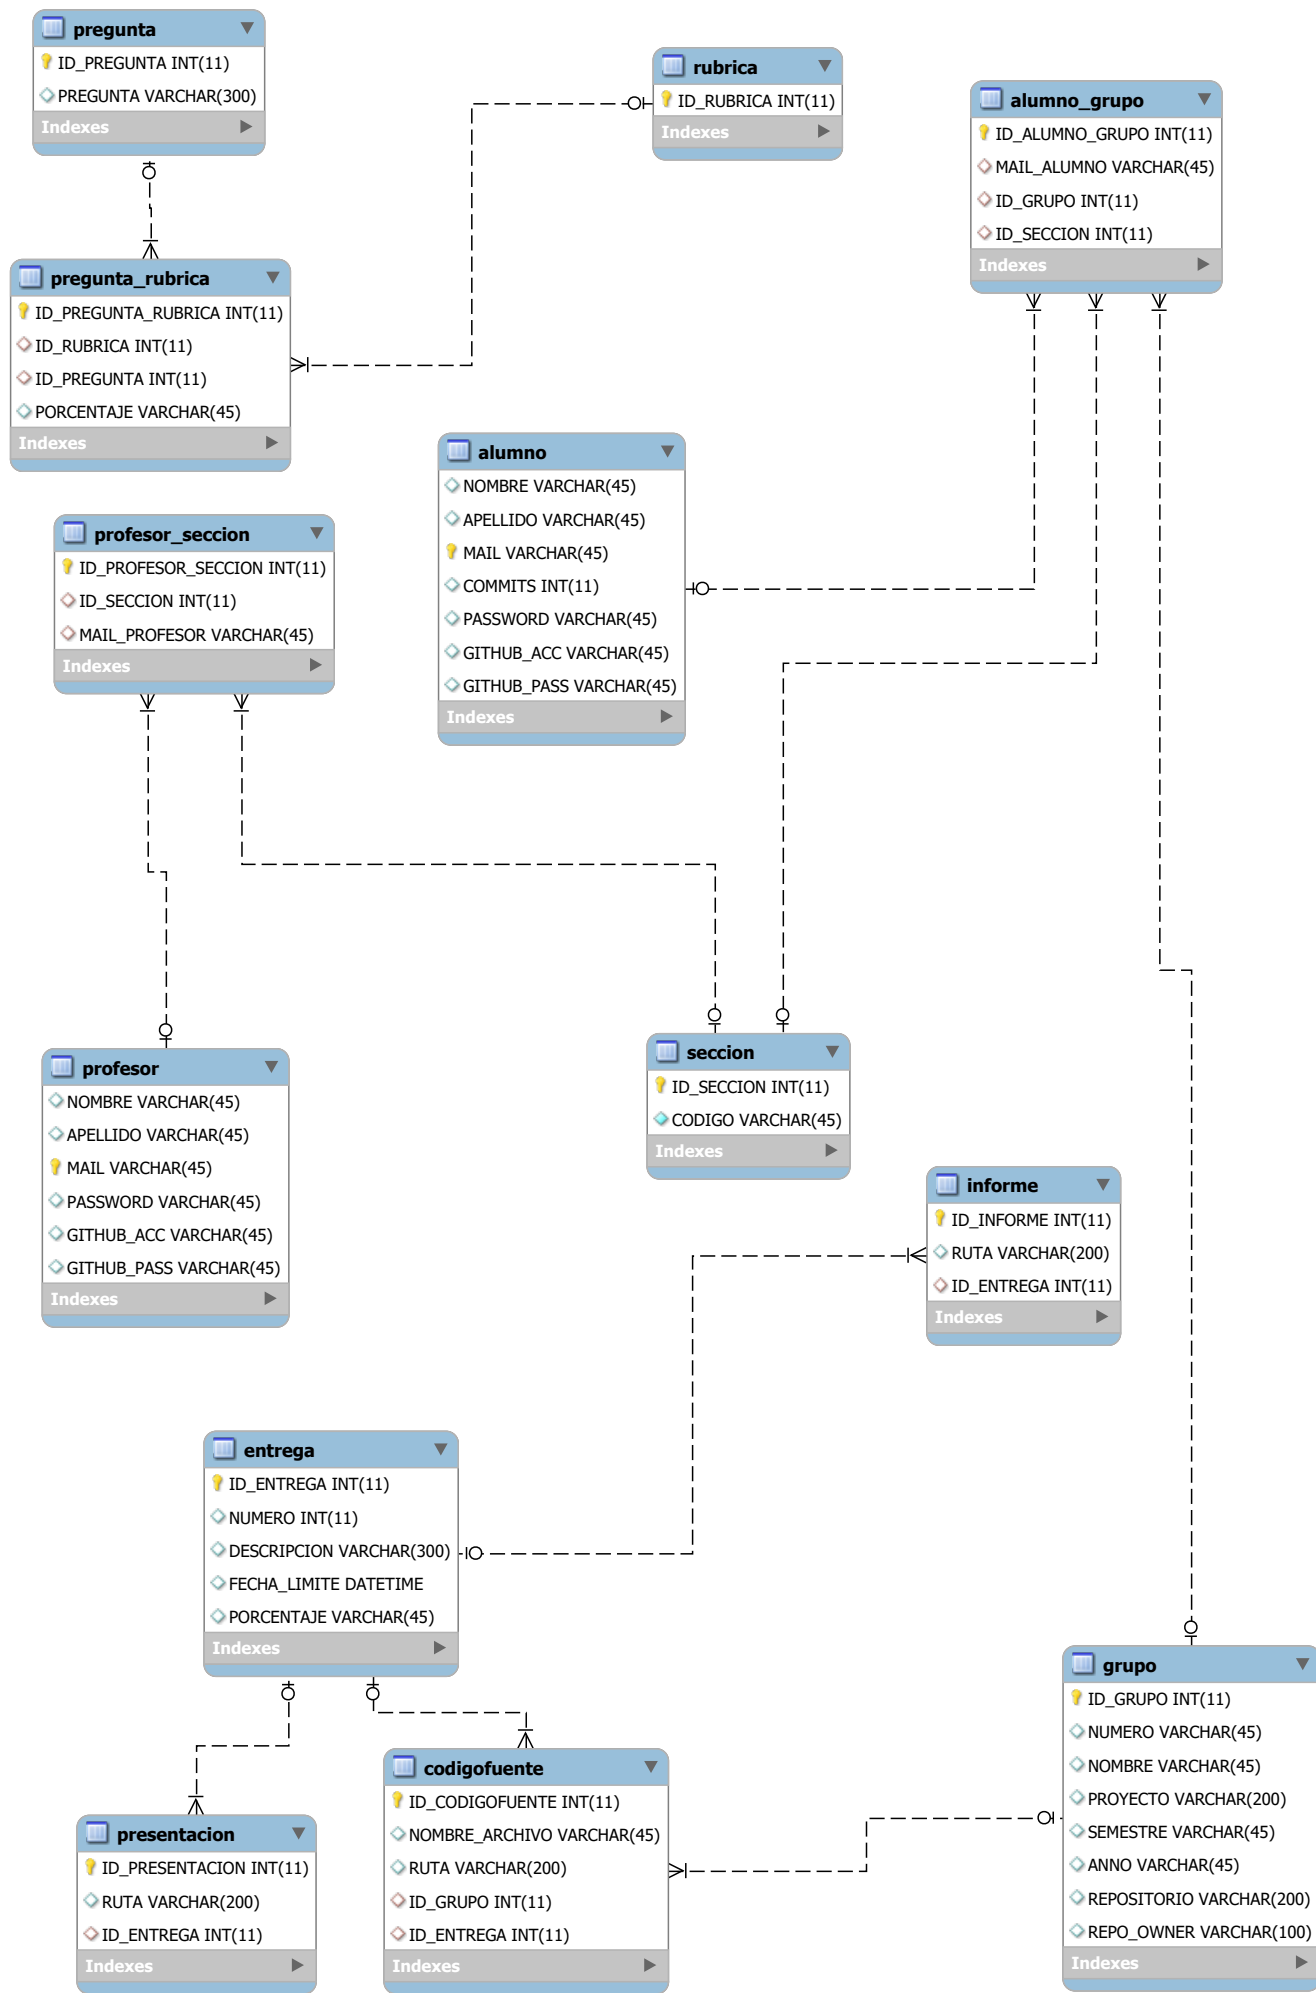 pregunta
ID_PREGUNTA INT(11)
PREGUNTA VARCHAR(300)
Indexes
rubrica
ID_RUBRICA INT(11)
Indexes
alumno_grupo
ID_ALUMNO_GRUPO INT(11)
MAIL_ALUMNO VARCHAR(45)
ID_GRUPO INT(11)
ID_SECCION INT(11)
Indexes
pregunta_rubrica
ID_PREGUNTA_RUBRICA INT(11)
ID_RUBRICA INT(11)
ID_PREGUNTA INT(11)
PORCENTAJE VARCHAR(45)
Indexes
alumno
NOMBRE VARCHAR(45)
APELLIDO VARCHAR(45)
MAIL VARCHAR(45)
COMMITS INT(11)
PASSWORD VARCHAR(45)
GITHUB_ACC VARCHAR(45)
GITHUB_PASS VARCHAR(45)
Indexes
profesor_seccion
ID_PROFESOR_SECCION INT(11)
ID_SECCION INT(11)
MAIL_PROFESOR VARCHAR(45)
Indexes
profesor
NOMBRE VARCHAR(45)
APELLIDO VARCHAR(45)
MAIL VARCHAR(45)
PASSWORD VARCHAR(45)
GITHUB_ACC VARCHAR(45)
GITHUB_PASS VARCHAR(45)
Indexes
seccion
ID_SECCION INT(11)
CODIGO VARCHAR(45)
Indexes
informe
ID_INFORME INT(11)
RUTA VARCHAR(200)
ID_ENTREGA INT(11)
Indexes
entrega
ID_ENTREGA INT(11)
NUMERO INT(11)
DESCRIPCION VARCHAR(300)
FECHA_LIMITE DATETIME
PORCENTAJE VARCHAR(45)
Indexes
grupo
ID_GRUPO INT(11)
NUMERO VARCHAR(45)
NOMBRE VARCHAR(45)
PROYECTO VARCHAR(200)
SEMESTRE VARCHAR(45)
ANNO VARCHAR(45)
REPOSITORIO VARCHAR(200)
REPO_OWNER VARCHAR(100)
Indexes
codigofuente
ID_CODIGOFUENTE INT(11)
NOMBRE_ARCHIVO VARCHAR(45)
RUTA VARCHAR(200)
ID_GRUPO INT(11)
ID_ENTREGA INT(11)
Indexes
presentacion
ID_PRESENTACION INT(11)
RUTA VARCHAR(200)
ID_ENTREGA INT(11)
Indexes